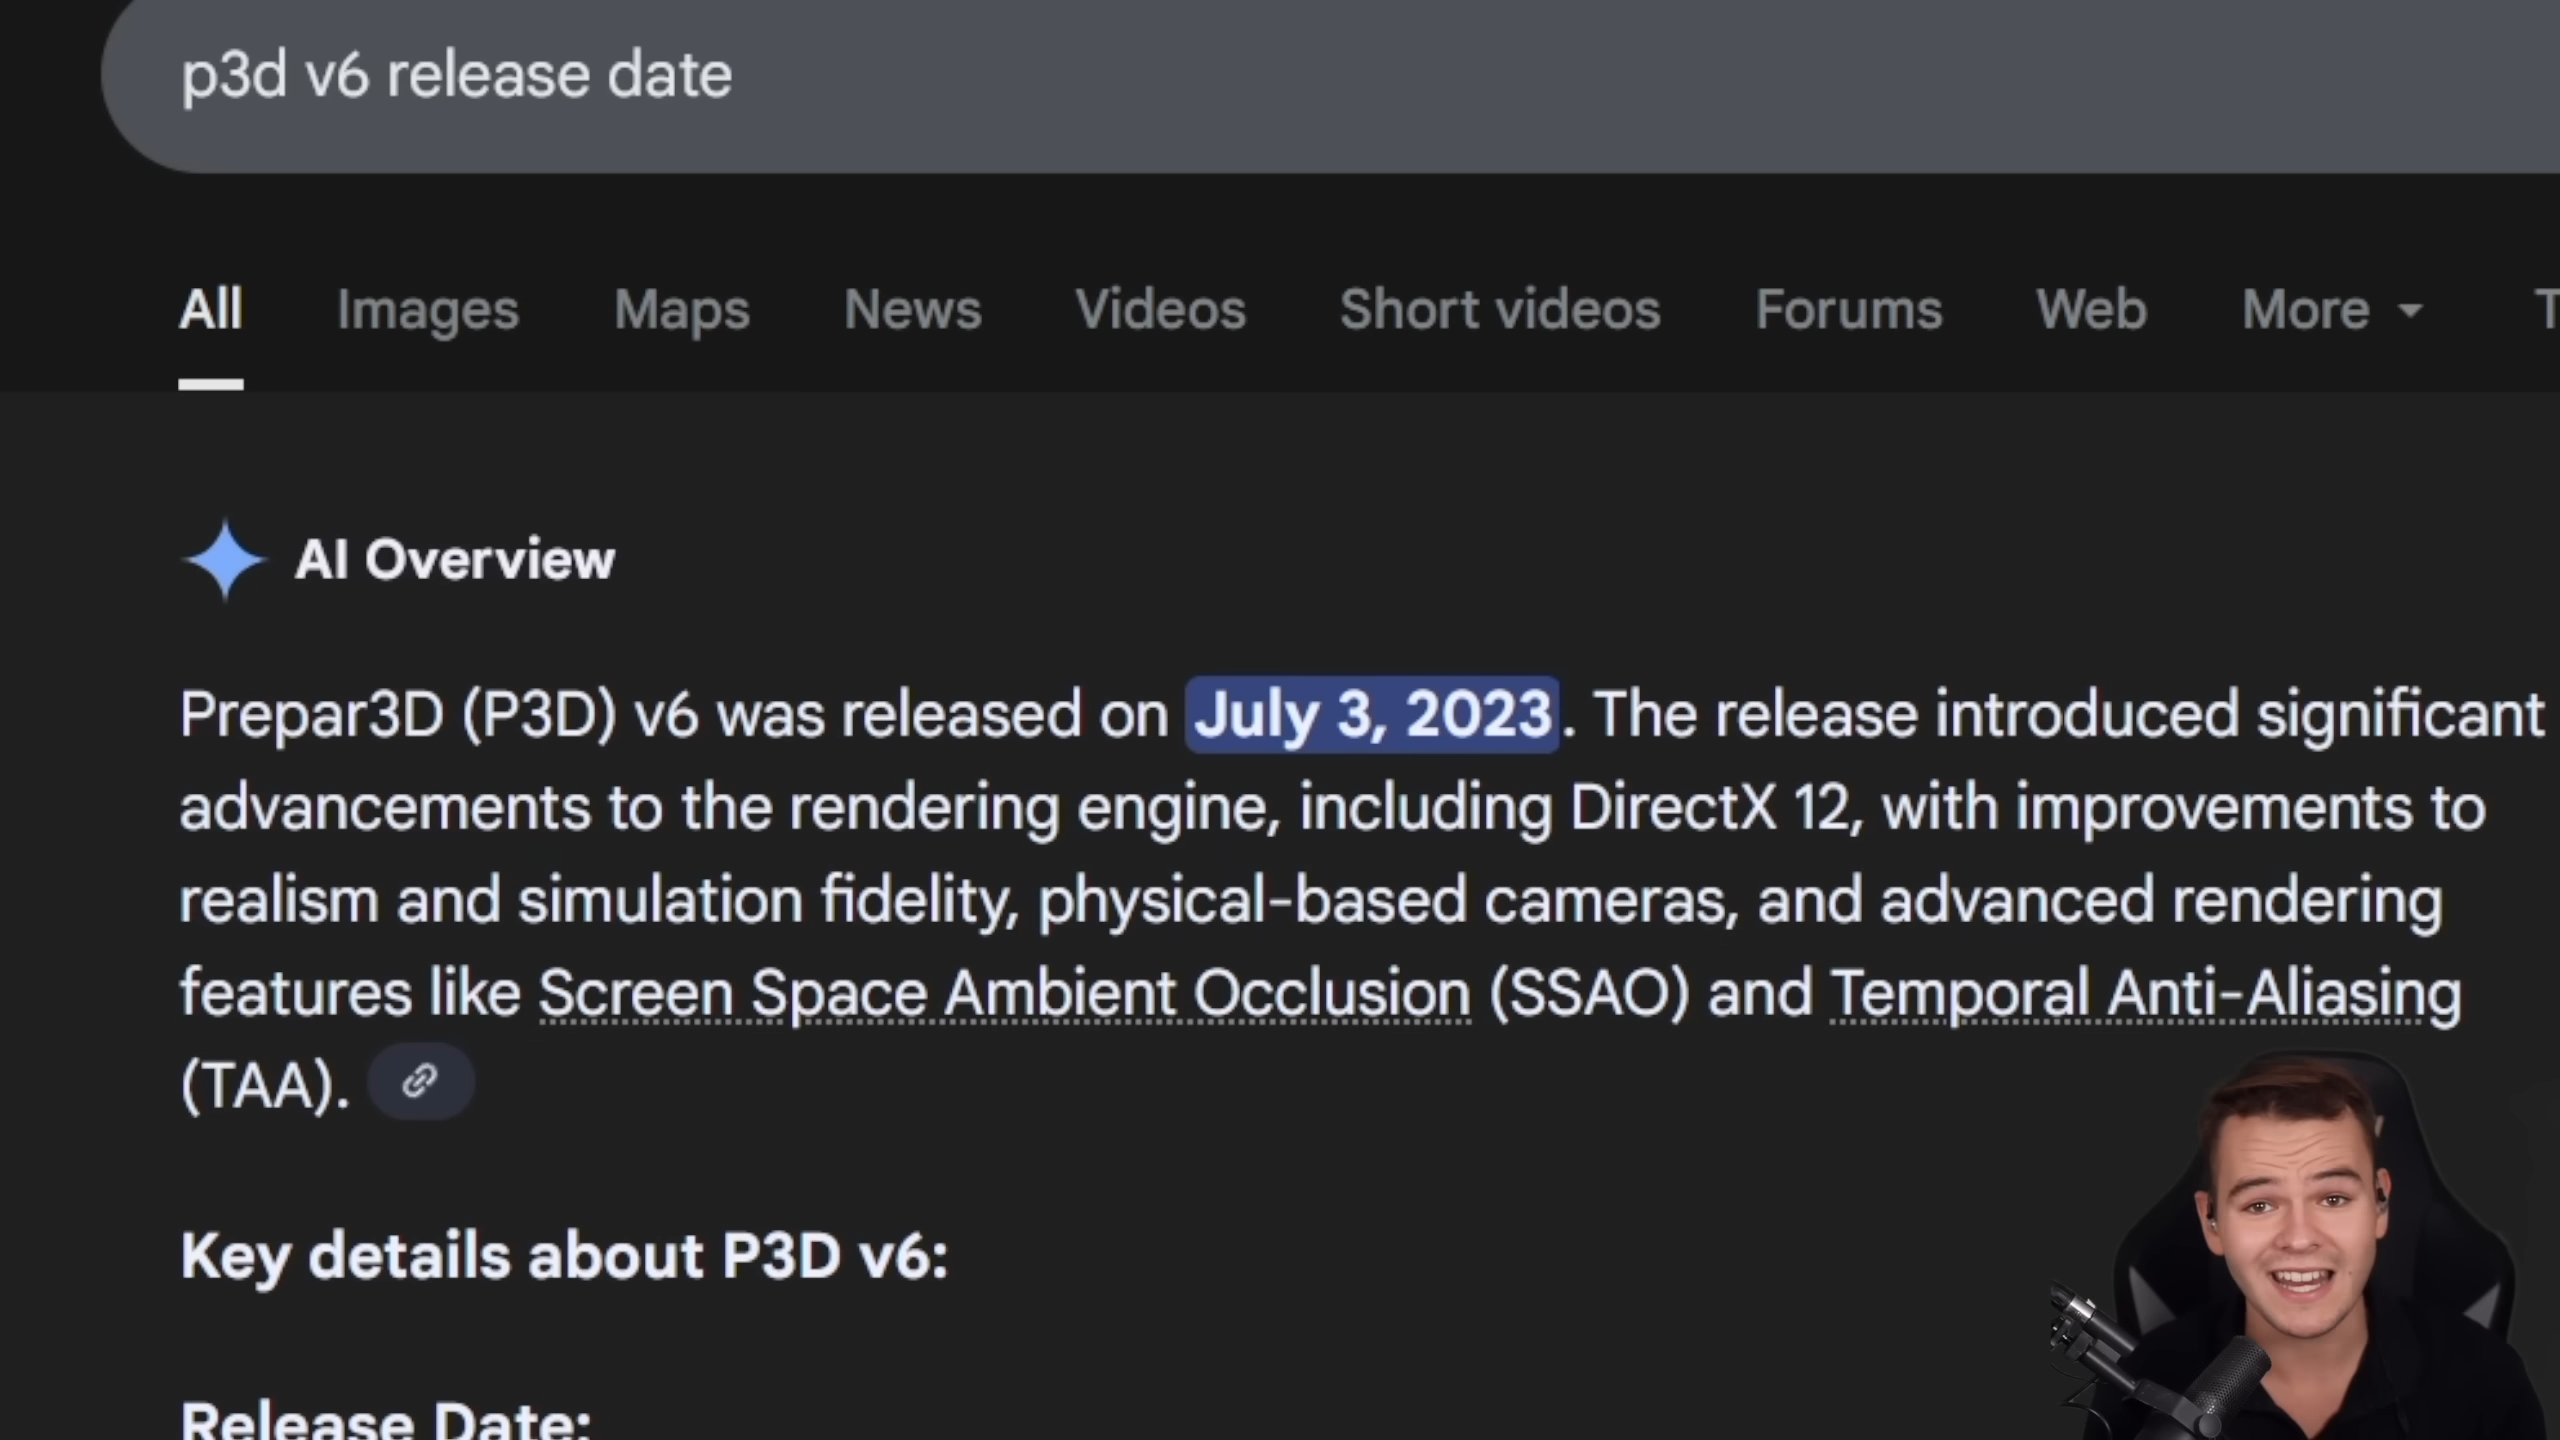 p3d v6 release date
All Images Maps News Videos Short videos Forums Web More
AI Overview
Prepar3D (P3D) v6 was released on July 3, 2023. The release introduced significant
advancements to the rendering engine, including DirectX 12, with improvements to
realism and simulation fidelity, physical-based cameras, and advanced rendering
features like Screen Space Ambient Occlusion (SSAO) and Temporal Anti-Aliasing
(TAA).
Key details about P3D v6:
Release Date: